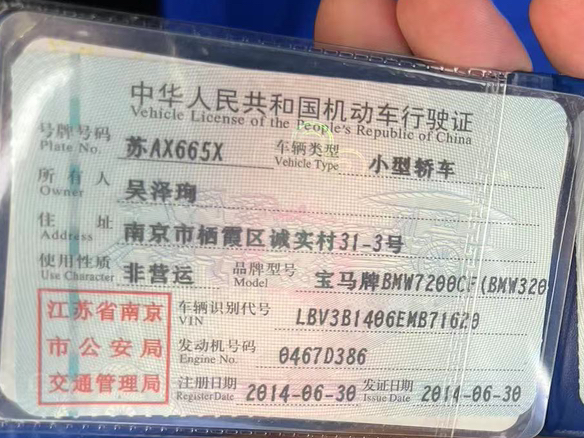 中华人民共和国机动车行驶证
Vehicle License of the People's Republic of China
号牌号码 苏AX665X 车辆类型 小型轿车
Plate No. Vehicle Type
所有人 吴泽珣
Owner
住址 南京市栖霞区诚实村31-3号
Address
使用性质 非营运 品牌型号 宝马牌BMW7200CF(BMW320
Use Character Model
江苏省南京 车辆识别代号 LBV3B1406EMB71620
VIN
市公安局 发动机号码 0467D386
Engine No.
交通管理局 注册日期 2014-06-30 发证日期 2014-06-30
Register Date Issue Date